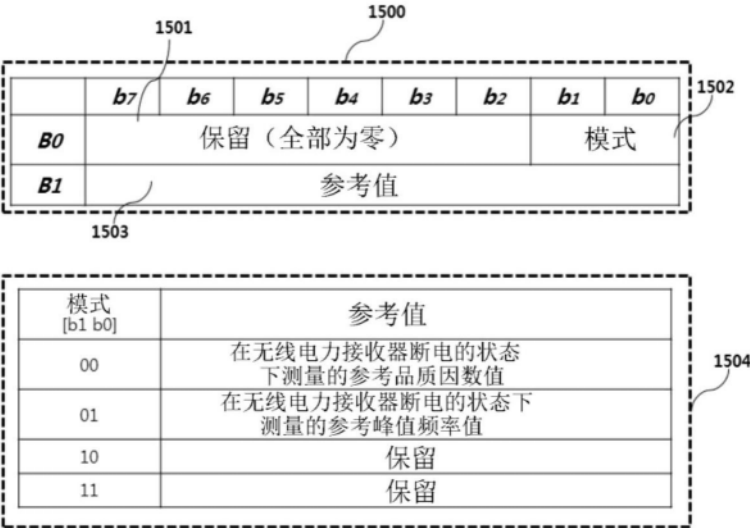 1500
1501
b7 b6 b5 b4 b3 b2 b1 b0
1502
B0 保留（全部为零） 模式
B1 参考值
1503
模式 参考值
[b1 b0]
00 在无线电力接收器断电的状态
下测量的参考品质因数值
1504
01 在无线电力接收器断电的状态下
测量的参考峰值频率值
10 保留
11 保留